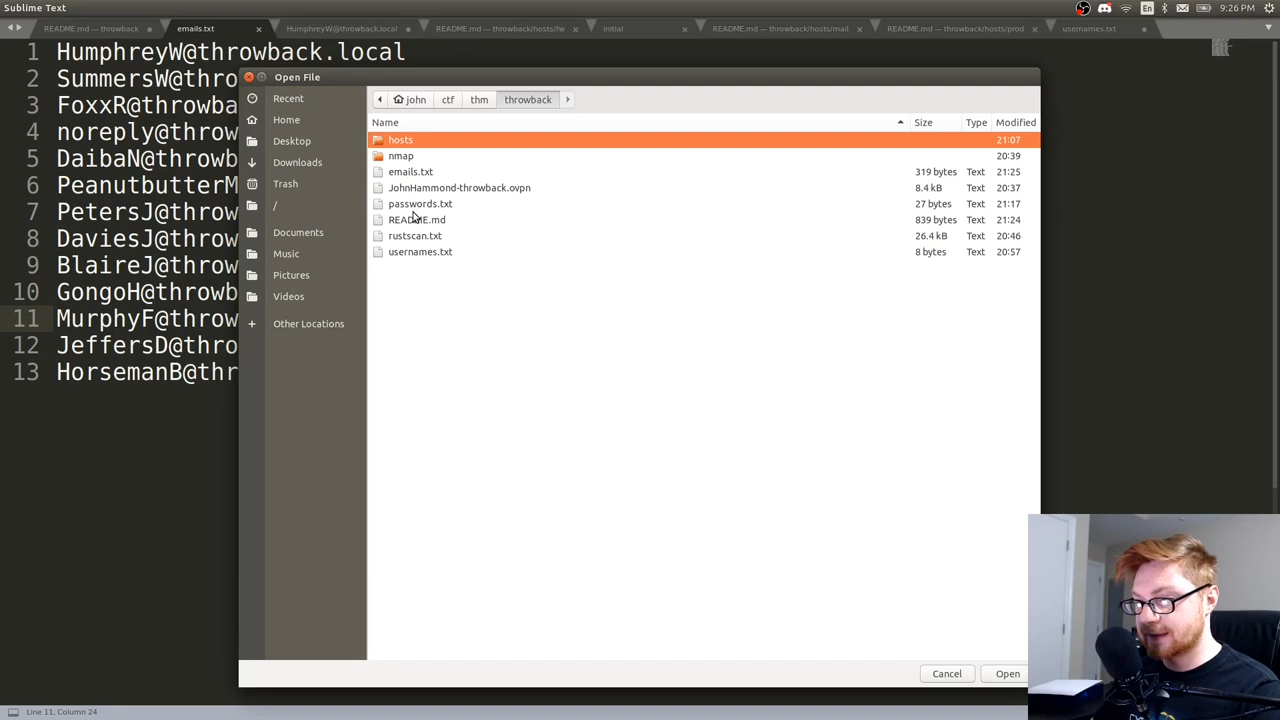 Sublime Text
En
9:26 PM
README.md — throwback
emails.txt
HumphreyW@throwback.local
README.md — throwback/hosts/fw
initial
README.md — throwback/hosts/mail
README.md — throwback/hosts/prod
usernames.txt
1 HumphreyW@throwback.local
2 SummersW@thro
3 FoxxR@throwba
4 noreply@throw
5 DaibaN@throwb
6 PeanutbutterM
7 PetersJ@throw
8 DaviesJ@throw
9 BlaireJ@throw
10 GongoH@throwb
11 MurphyF@throw
12 JeffersD@thro
13 HorsemanB@thr
Open File
Recent
Home
Desktop
Downloads
Trash
/
Documents
Music
Pictures
Videos
Other Locations
john
ctf
thm
throwback
Name Size Type Modified
hosts 21:07
nmap 20:39
emails.txt 319 bytes Text 21:25
JohnHammond-throwback.ovpn 8.4 kB Text 20:37
passwords.txt 27 bytes Text 21:17
README.md 839 bytes Text 21:24
rustscan.txt 26.4 kB Text 20:46
usernames.txt 8 bytes Text 20:57
Cancel
Open
Line 11, Column 24